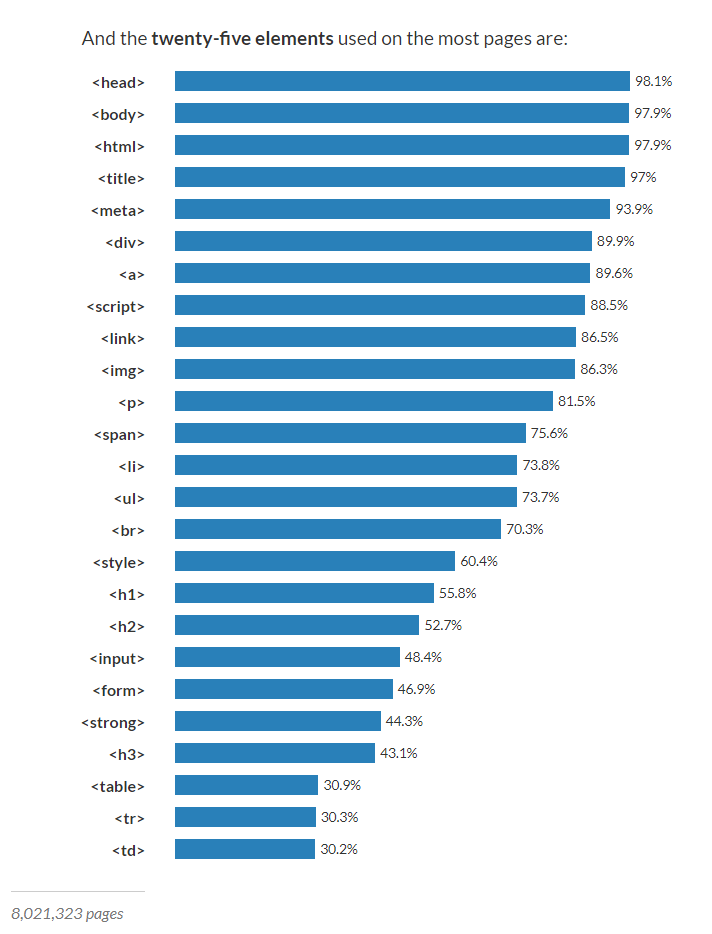 And the twenty-five elements used on the most pages are:
<head> 98.1%
<body> 97.9%
<html> 97.9%
<title> 97%
<meta> 93.9%
<div> 89.9%
<a> 89.6%
<script> 88.5%
<link> 86.5%
<img> 86.3%
<p> 81.5%
<span> 75.6%
<li> 73.8%
<ul> 73.7%
<br> 70.3%
<style> 60.4%
<h1> 55.8%
<h2> 52.7%
<input> 48.4%
<form> 46.9%
<strong> 44.3%
<h3> 43.1%
<table> 30.9%
<tr> 30.3%
<td> 30.2%
8,021,323 pages